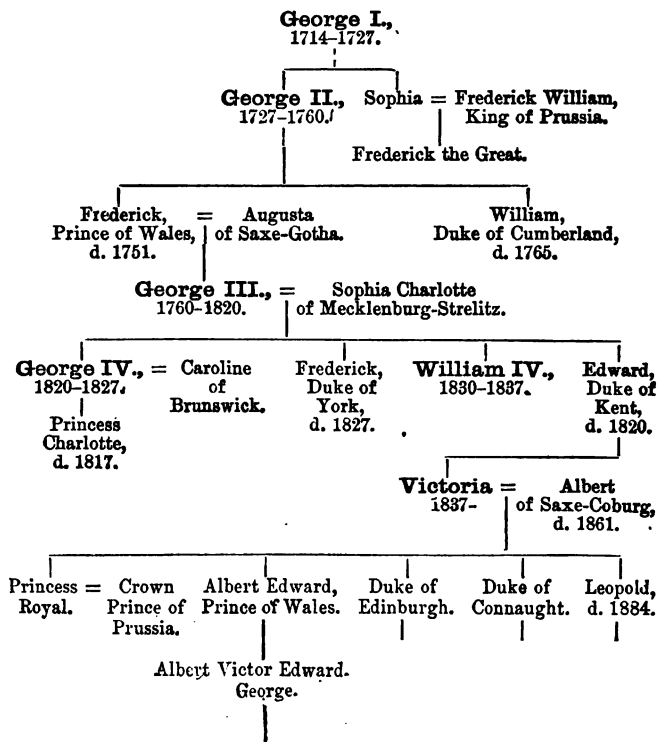 George I.,
1714–1727.
George II., Sophia = Frederick William,
1727–1760. King of Prussia.
Frederick the Great.
Frederick, = Augusta William,
Prince of Wales, of Saxe-Gotha. Duke of Cumberland,
d. 1751. d. 1765.
George III., = Sophia Charlotte
1760–1820. of Mecklenburg-Strelitz.
George IV., = Caroline Frederick, William IV., Edward,
1820–1827. of Duke of 1830–1837. Duke of
Brunswick. York, Kent,
Princess d. 1827. d. 1820.
Charlotte,
d. 1817.
Victoria = Albert
1837– of Saxe-Coburg,
d. 1861.
Princess = Crown Albert Edward, Duke of Duke of Leopold,
Royal. Prince of Prince of Wales. Edinburgh. Connaught. d. 1884.
Prussia.
Albert Victor Edward.
George.